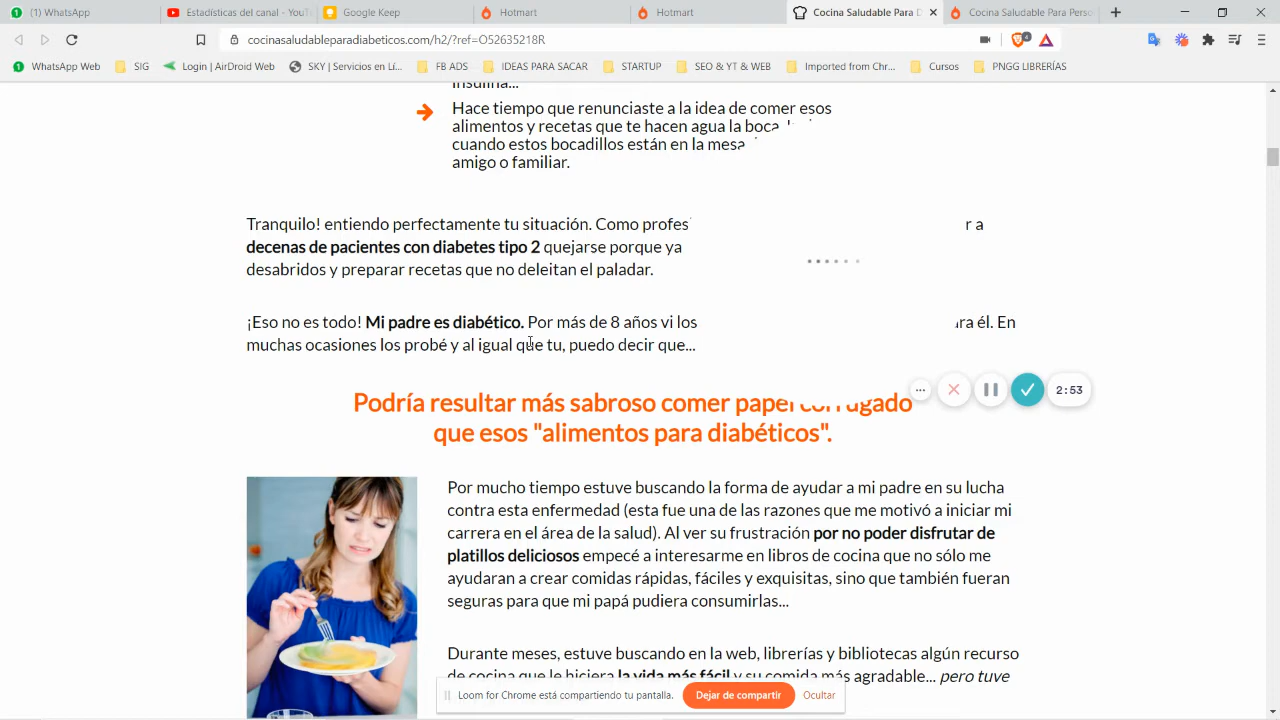 (1) WhatsApp
Estadísticas del canal - YouT
Google Keep
Hotmart
Hotmart
Cocina Saludable Para D
Cocina Saludable Para Perso
cocinasaludableparadiabeticos.com/h2/?ref=O52635218R
4
WhatsApp Web
SIG
Login | AirDroid Web
SKY | Servicios en Lí...
FB ADS
IDEAS PARA SACAR
STARTUP
SEO & YT & WEB
Imported from Chr...
Cursos
PNGG LIBRERÍAS
insulina...
Hace tiempo que renunciaste a la idea de comer esos
alimentos y recetas que te hacen agua la boca,
cuando estos bocadillos están en la mesa
amigo o familiar.
Tranquilo! entiendo perfectamente tu situación. Como profes r a
decenas de pacientes con diabetes tipo 2 quejarse porque ya
desabridos y preparar recetas que no deleitan el paladar.
¡Eso no es todo! Mi padre es diabético. Por más de 8 años vi los ara él. En
muchas ocasiones los probé y al igual que tu, puedo decir que...
2:53
Podría resultar más sabroso comer papel corrugado
que esos "alimentos para diabéticos".
Por mucho tiempo estuve buscando la forma de ayudar a mi padre en su lucha
contra esta enfermedad (esta fue una de las razones que me motivó a iniciar mi
carrera en el área de la salud). Al ver su frustración por no poder disfrutar de
platillos deliciosos empecé a interesarme en libros de cocina que no sólo me
ayudaran a crear comidas rápidas, fáciles y exquisitas, sino que también fueran
seguras para que mi papá pudiera consumirlas...
Durante meses, estuve buscando en la web, librerías y bibliotecas algún recurso
de cocina que le hiciera la vida más fácil y su comida más agradable... pero tuve
Loom for Chrome está compartiendo tu pantalla.
Dejar de compartir
Ocultar